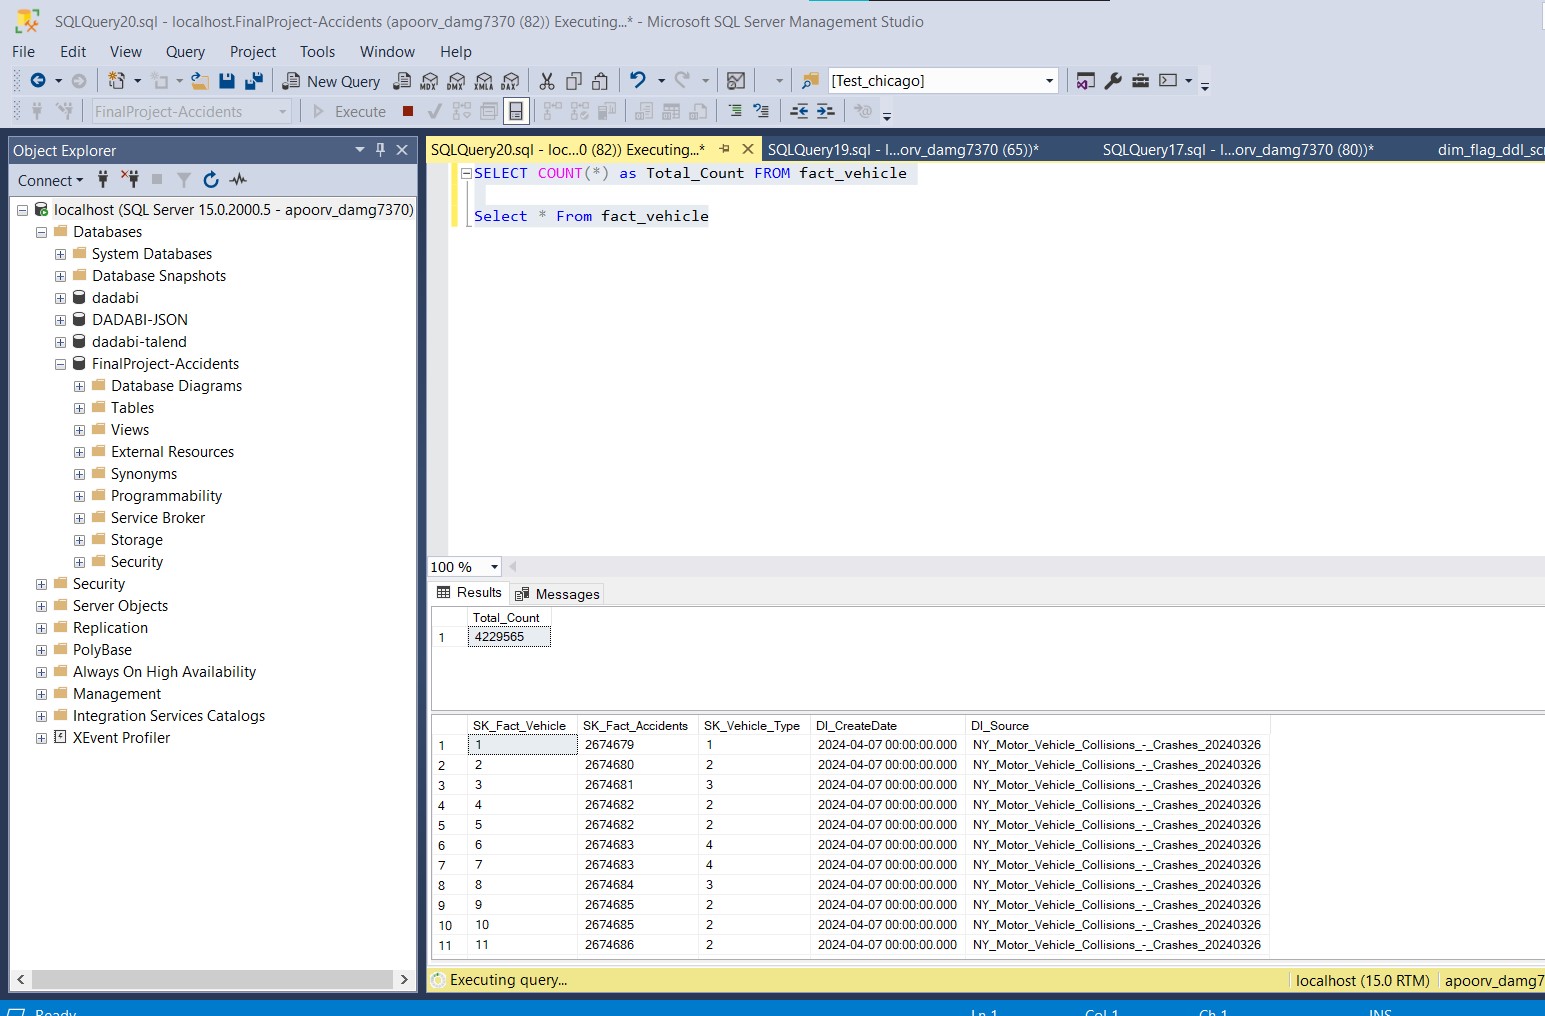 SQLQuery20.sql - localhost.FinalProject-Accidents (apoorv_damg7370 (82)) Executing...* - Microsoft SQL Server Management Studio
File Edit View Query Project Tools Window Help
New Query MDX DMX XMLA DAX [Test_chicago]
FinalProject-Accidents Execute
Object Explorer
Connect
localhost (SQL Server 15.0.2000.5 - apoorv_damg7370)
Databases
System Databases
Database Snapshots
dadabi
DADABI-JSON
dadabi-talend
FinalProject-Accidents
Database Diagrams
Tables
Views
External Resources
Synonyms
Programmability
Service Broker
Storage
Security
Security
Server Objects
Replication
PolyBase
Always On High Availability
Management
Integration Services Catalogs
XEvent Profiler
SQLQuery20.sql - loc...0 (82)) Executing...* SQLQuery19.sql - l...orv_damg7370 (65))* SQLQuery17.sql - l...orv_damg7370 (80))* dim_flag_ddl_scr
SELECT COUNT(*) as Total_Count FROM fact_vehicle
Select * From fact_vehicle
100 %
Results Messages
Total_Count
1 4229565
SK_Fact_Vehicle SK_Fact_Accidents SK_Vehicle_Type DI_CreateDate DI_Source
1 1 2674679 1 2024-04-07 00:00:00.000 NY_Motor_Vehicle_Collisions_-_Crashes_20240326
2 2 2674680 2 2024-04-07 00:00:00.000 NY_Motor_Vehicle_Collisions_-_Crashes_20240326
3 3 2674681 3 2024-04-07 00:00:00.000 NY_Motor_Vehicle_Collisions_-_Crashes_20240326
4 4 2674682 2 2024-04-07 00:00:00.000 NY_Motor_Vehicle_Collisions_-_Crashes_20240326
5 5 2674682 2 2024-04-07 00:00:00.000 NY_Motor_Vehicle_Collisions_-_Crashes_20240326
6 6 2674683 4 2024-04-07 00:00:00.000 NY_Motor_Vehicle_Collisions_-_Crashes_20240326
7 7 2674683 4 2024-04-07 00:00:00.000 NY_Motor_Vehicle_Collisions_-_Crashes_20240326
8 8 2674684 3 2024-04-07 00:00:00.000 NY_Motor_Vehicle_Collisions_-_Crashes_20240326
9 9 2674685 2 2024-04-07 00:00:00.000 NY_Motor_Vehicle_Collisions_-_Crashes_20240326
10 10 2674685 2 2024-04-07 00:00:00.000 NY_Motor_Vehicle_Collisions_-_Crashes_20240326
11 11 2674686 2 2024-04-07 00:00:00.000 NY_Motor_Vehicle_Collisions_-_Crashes_20240326
Executing query... localhost (15.0 RTM) apoorv_damg7
Ready Ln 1 Col 1 Ch 1 INS